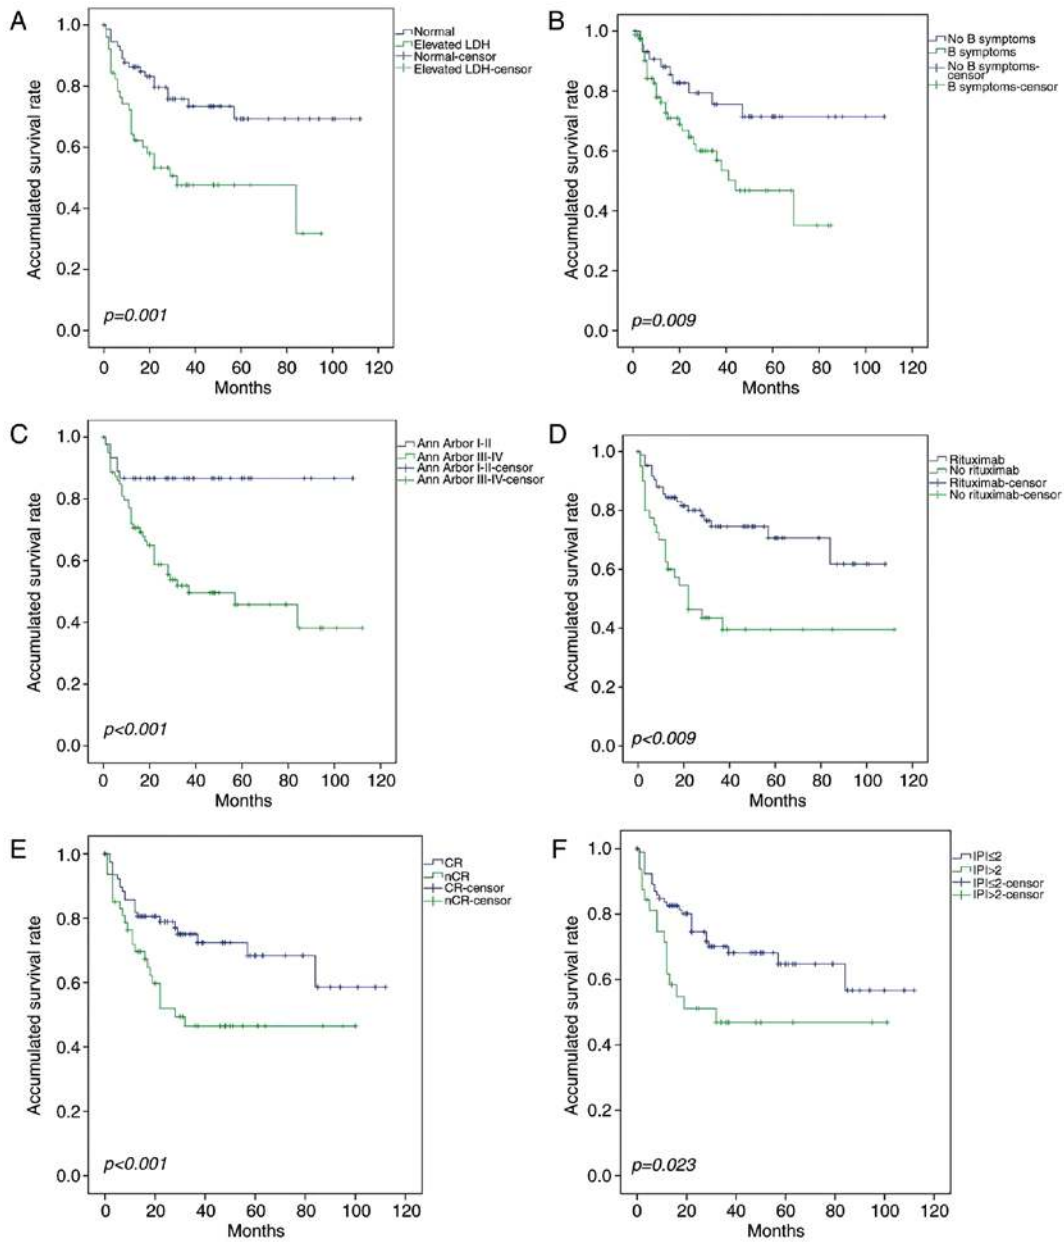 A
Accumulated survival rate
1.0
0.8
0.6
0.4
0.2
0.0
p=0.001
0 20 40 60 80 100 120
Months
Normal
Elevated LDH
Normal-censor
Elevated LDH-censor
B
Accumulated survival rate
1.0
0.8
0.6
0.4
0.2
0.0
p=0.009
0 20 40 60 80 100 120
Months
No B symptoms
B symptoms
No B symptoms-
censor
B symptoms-censor
C
Accumulated survival rate
1.0
0.8
0.6
0.4
0.2
0.0
p<0.001
0 20 40 60 80 100 120
Months
Ann Arbor I-II
Ann Arbor III-IV
Ann Arbor I-II-censor
Ann Arbor III-IV-censor
D
Accumulated survival rate
1.0
0.8
0.6
0.4
0.2
0.0
p<0.009
0 20 40 60 80 100 120
Months
Rituximab
No rituximab
Rituximab-censor
No rituximab-censor
E
Accumulated survival rate
1.0
0.8
0.6
0.4
0.2
0.0
p<0.001
0 20 40 60 80 100 120
Months
CR
nCR
CR-censor
nCR-censor
F
Accumulated survival rate
1.0
0.8
0.6
0.4
0.2
0.0
p=0.023
0 20 40 60 80 100 120
Months
IPI≤2
IPI>2
IPI≤2-censor
IPI>2-censor